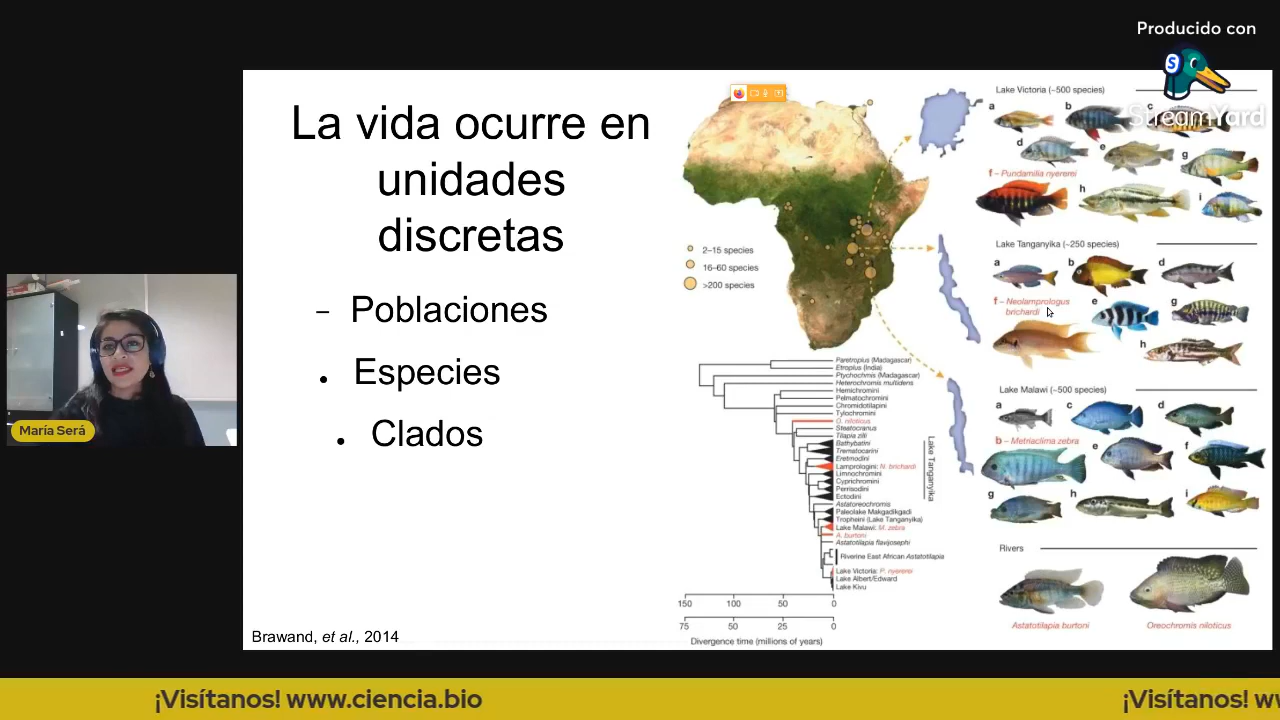 Producido con
StreamYard
La vida ocurre en
unidades
discretas
– Poblaciones
• Especies
• Clados
Brawand, et al., 2014
María Será
2–15 species
16–60 species
>200 species
Lake Victoria (~500 species)
a
b
c
d
e
g
f – Pundamilia nyererei
h
i
Lake Tanganyika (~250 species)
a
b
d
f – Neolamprologus
brichardi
e
g
h
Lake Malawi (~500 species)
a
c
d
b – Metriaclima zebra
e
f
g
h
i
Rivers
Astatotilapia burtoni
Oreochromis niloticus
Paretroplus (Madagascar)
Etroplus (India)
Ptychochmis (Madagascar)
Heterochromis multidens
Hemichromini
Pelmatochromini
Chromidotilapini
Tylochromini
O. niloticus
Steatocranus
Tilapia zilli
Bathybatini
Trematocarini
Eretmodini
Lamprologini: N. brichardi
Limnochromini
Cyprichromini
Perrisodini
Ectodini
Astatoreochromis
Paleolake Makgadikgadi
Tropheini (Lake Tanganyika)
Lake Malawi: M. zebra
A. burtoni
Astatotilapia flaviijosephi
Riverine East African Astatotilapia
Lake Victoria: P. nyererei
Lake Albert/Edward
Lake Kivu
Lake Tanganyika
150 100 50 0
75 50 25 0
Divergence time (millions of years)
¡Visítanos! www.ciencia.bio
¡Visítanos! w